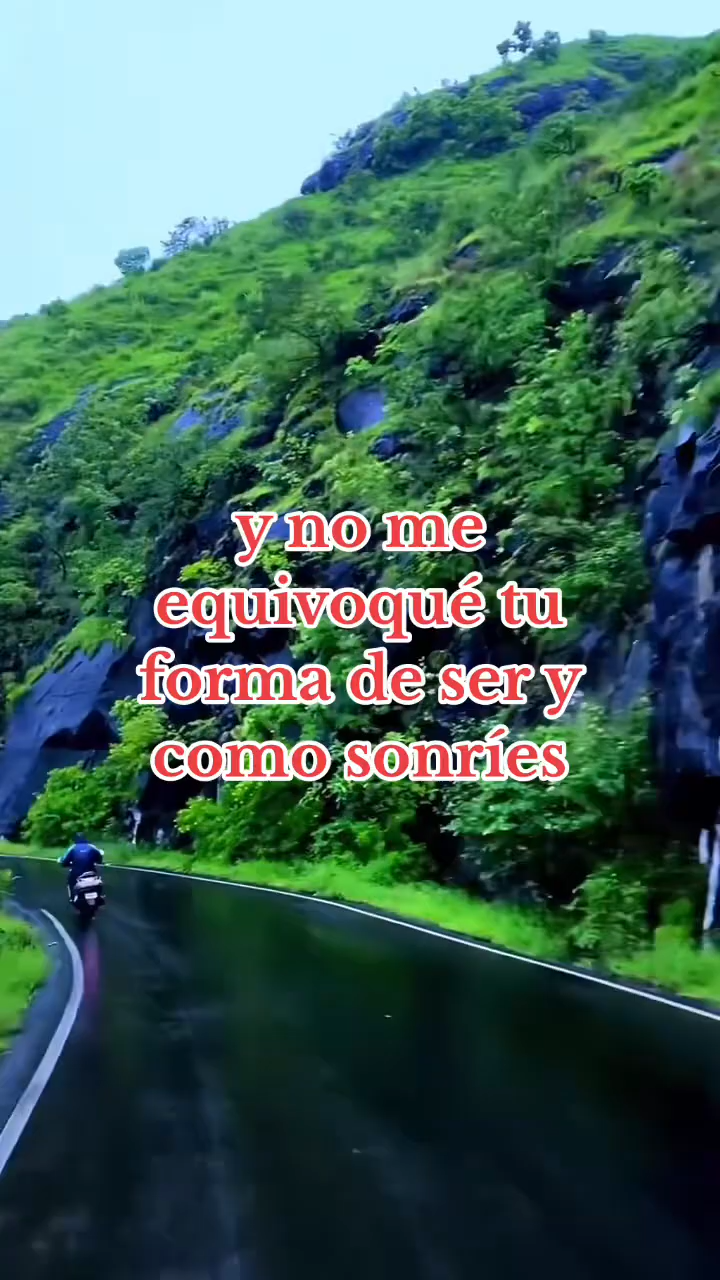 y no me
equivoqué tu
forma de ser y
como sonríes